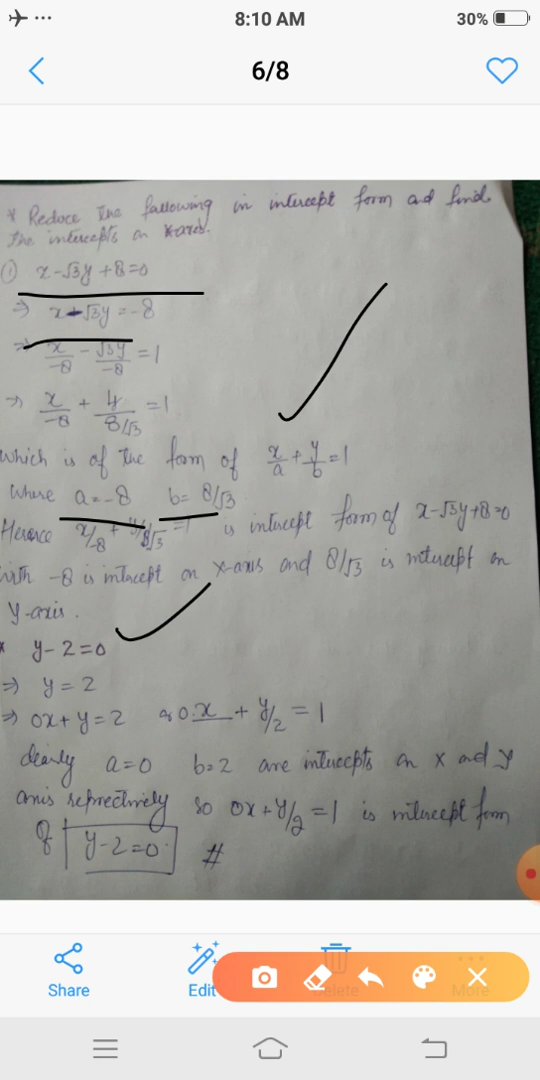 8:10 AM
30%
6/8
* Reduce the following in intercept form and find
the intercepts on axes.
① x-√3y+8=0
⇒ x-√3y=-8
⇒ x/-8 - √3y/-8 = 1
⇒ x/-8 + y/8/√3 = 1
Which is of the form of x/a + y/b = 1
Where a=-8 b= 8/√3
Hence x/-8 + y/8/√3 = 1 is intercept form of x-√3y+8=0
with -8 is intercept on x-axis and 8/√3 is intercept on
y-axis.
* y-2=0
⇒ y=2
⇒ 0x+y=2 0.x + y/2 = 1
clearly a=0 b=2 are intercepts on x and y
axis respectively so 0x+y/2=1 is intercept form
of y-2=0. #
Share
Edit
Delete
More